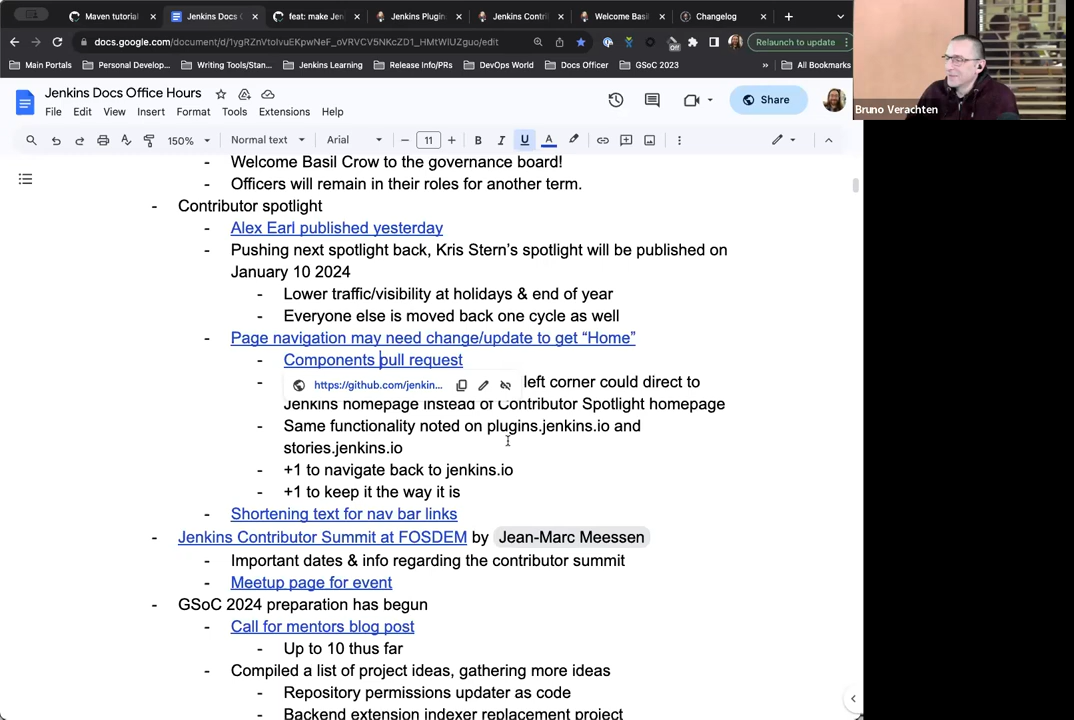 Maven tutorial
Jenkins Docs O
feat: make Jen
Jenkins Plugin
Jenkins Contri
Welcome Basil
Changelog
docs.google.com/document/d/1ygRZnVtoIvuEKpwNeF_oVRVCV5NKcZD1_HMtWlUZguo/edit
Off
Relaunch to update
Main Portals
Personal Develop...
Writing Tools/Stan...
Jenkins Learning
Release Info/PRs
DevOps World
Docs Officer
GSoC 2023
»
All Bookmarks
Bruno Verachten
Jenkins Docs Office Hours
File Edit View Insert Format Tools Extensions Help
Share
150% Normal text Arial − 11 + B I U A
- Welcome Basil Crow to the governance board!
- Officers will remain in their roles for another term.
- Contributor spotlight
- Alex Earl published yesterday
- Pushing next spotlight back, Kris Stern’s spotlight will be published on
January 10 2024
- Lower traffic/visibility at holidays & end of year
- Everyone else is moved back one cycle as well
- Page navigation may need change/update to get “Home”
- Components pull request
https://github.com/jenkin...
- left corner could direct to
Jenkins homepage instead of Contributor Spotlight homepage
- Same functionality noted on plugins.jenkins.io and
stories.jenkins.io
- +1 to navigate back to jenkins.io
- +1 to keep it the way it is
- Shortening text for nav bar links
- Jenkins Contributor Summit at FOSDEM by Jean-Marc Meessen
- Important dates & info regarding the contributor summit
- Meetup page for event
- GSoC 2024 preparation has begun
- Call for mentors blog post
- Up to 10 thus far
- Compiled a list of project ideas, gathering more ideas
- Repository permissions updater as code
- Backend extension indexer replacement project